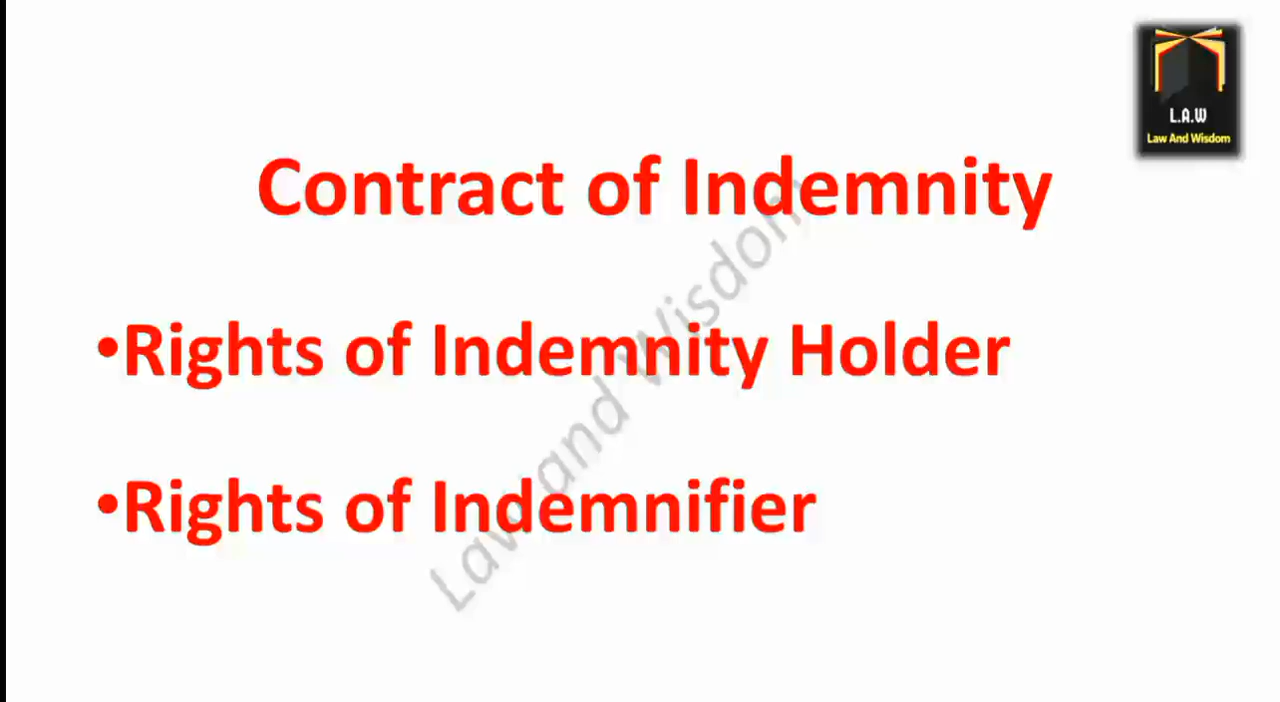 L.A.W
Law And Wisdom
Contract of Indemnity
•Rights of Indemnity Holder
•Rights of Indemnifier
Law and Wisdom